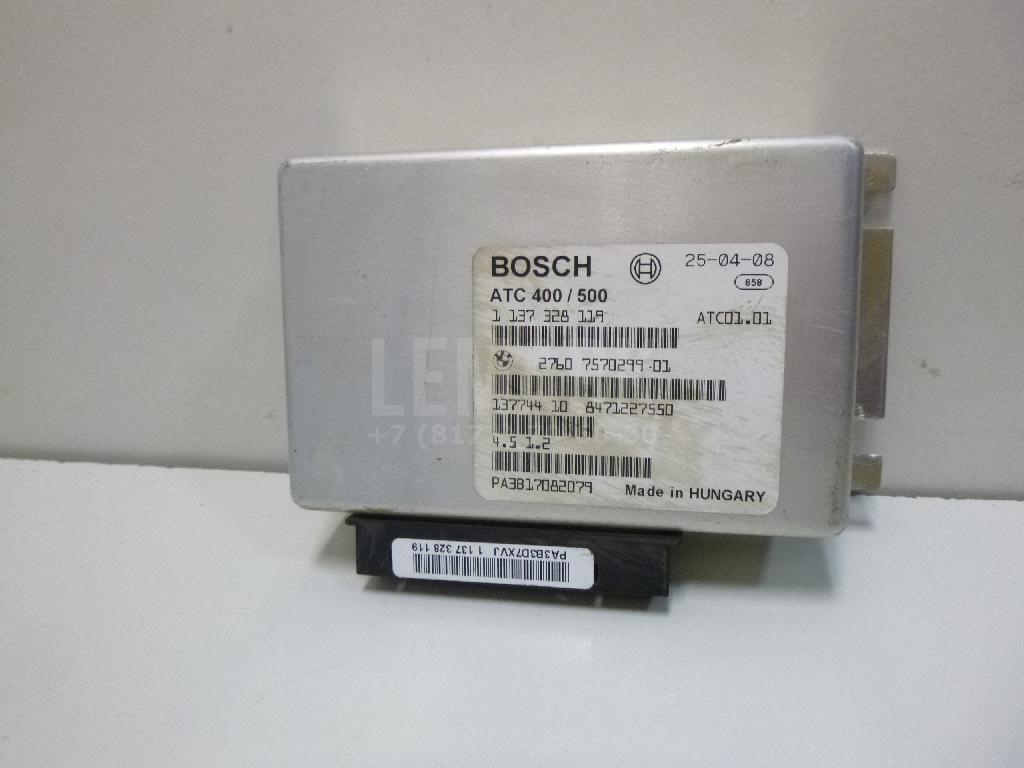 BOSCH
25-04-08
658
ATC 400 / 500
1 137 328 119
ATC01.01
2760 7570299.01
137744 10 8471227550
4.5 1.2
PA3B17082079
Made in HUNGARY
PA3B3D7XVJ 1 137 328 119